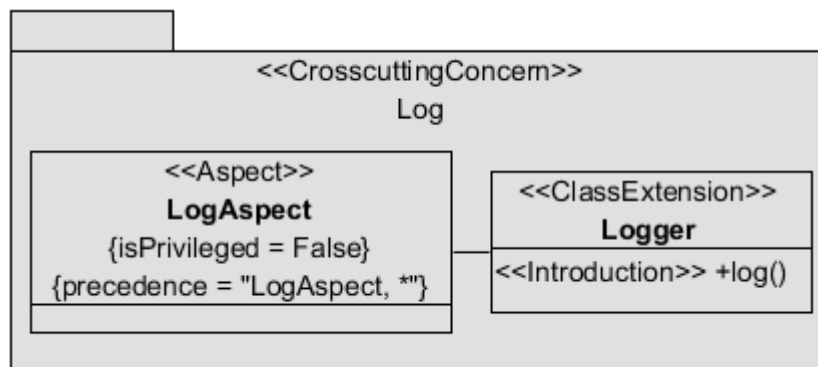 <<CrosscuttingConcern>>
Log
<<Aspect>>
LogAspect
{isPrivileged = False}
{precedence = "LogAspect, *"}
<<ClassExtension>>
Logger
<<Introduction>> +log()